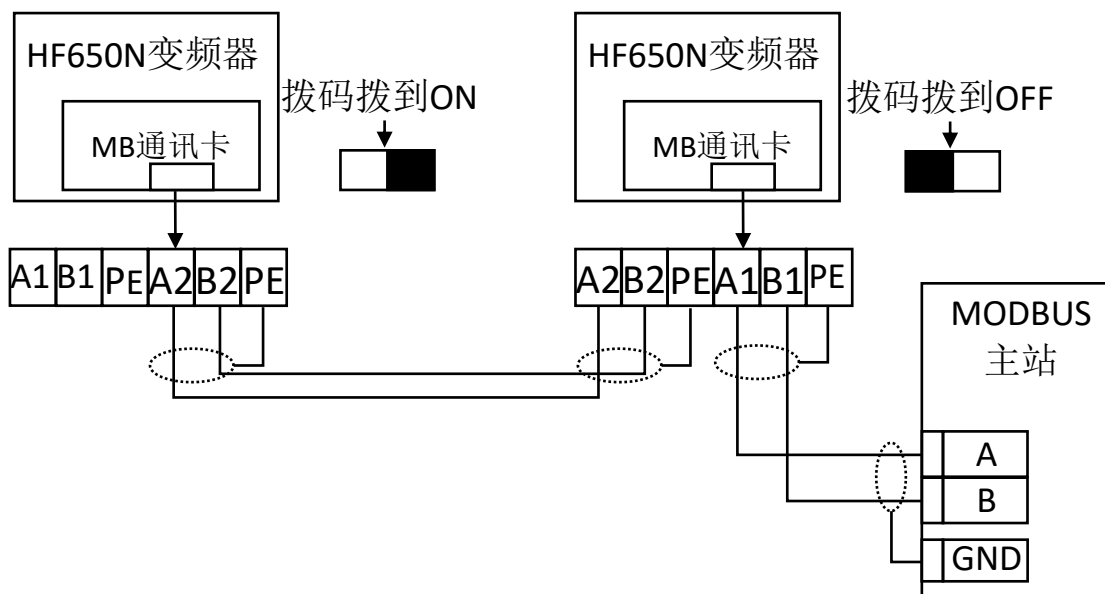 HF650N变频器
拨码拨到ON
MB通讯卡
HF650N变频器
拨码拨到OFF
MB通讯卡
A1 B1 PE A2 B2 PE
A2 B2 PE A1 B1 PE
MODBUS
主站
A
B
GND